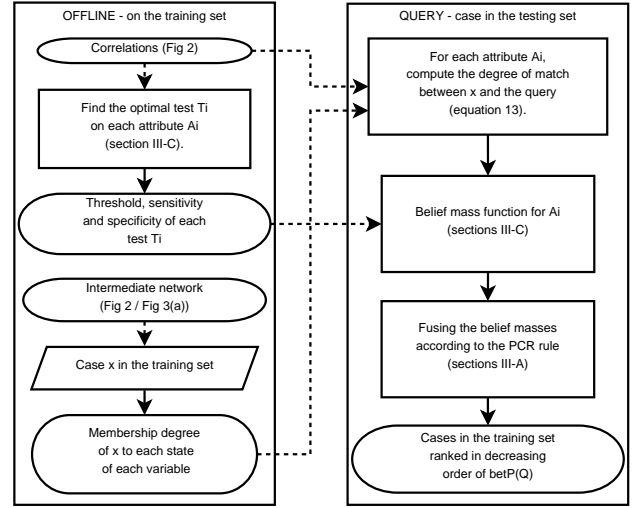 OFFLINE - on the training set
Correlations (Fig 2)
Find the optimal test Ti
on each attribute Ai
(section III-C).
Threshold, sensitivity
and specificity of each
test Ti
Intermediate network
(Fig 2 / Fig 3(a))
Case x in the training set
Membership degree
of x to each state
of each variable
QUERY - case in the testing set
For each attribute Ai,
compute the degree of match
between x and the query
(equation 13).
Belief mass function for Ai
(sections III-C)
Fusing the belief masses
according to the PCR rule
(sections III-A)
Cases in the training set
ranked in decreasing
order of betP(Q)